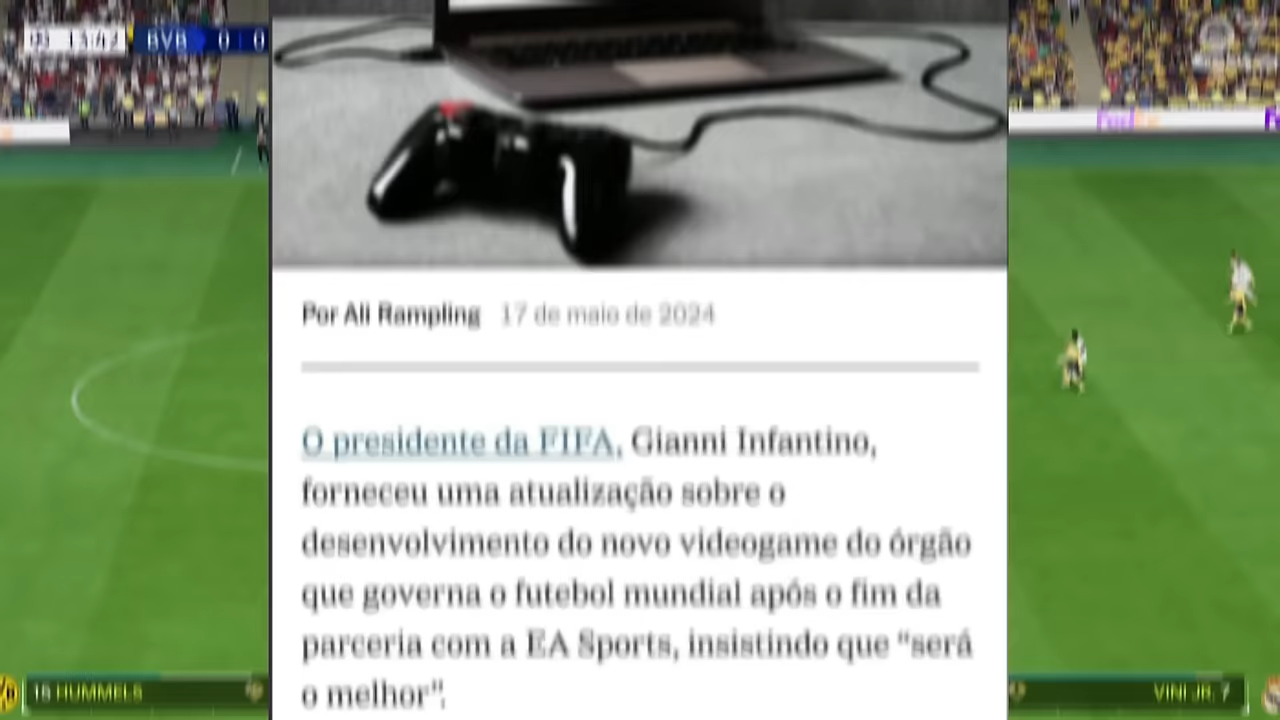 BVB 0 0
Por Ali Rampling 17 de maio de 2024
O presidente da FIFA, Gianni Infantino,
forneceu uma atualização sobre o
desenvolvimento do novo videogame do órgão
que governa o futebol mundial após o fim da
parceria com a EA Sports, insistindo que “será
o melhor”.
15 HUMMELS
VINI JR. 7